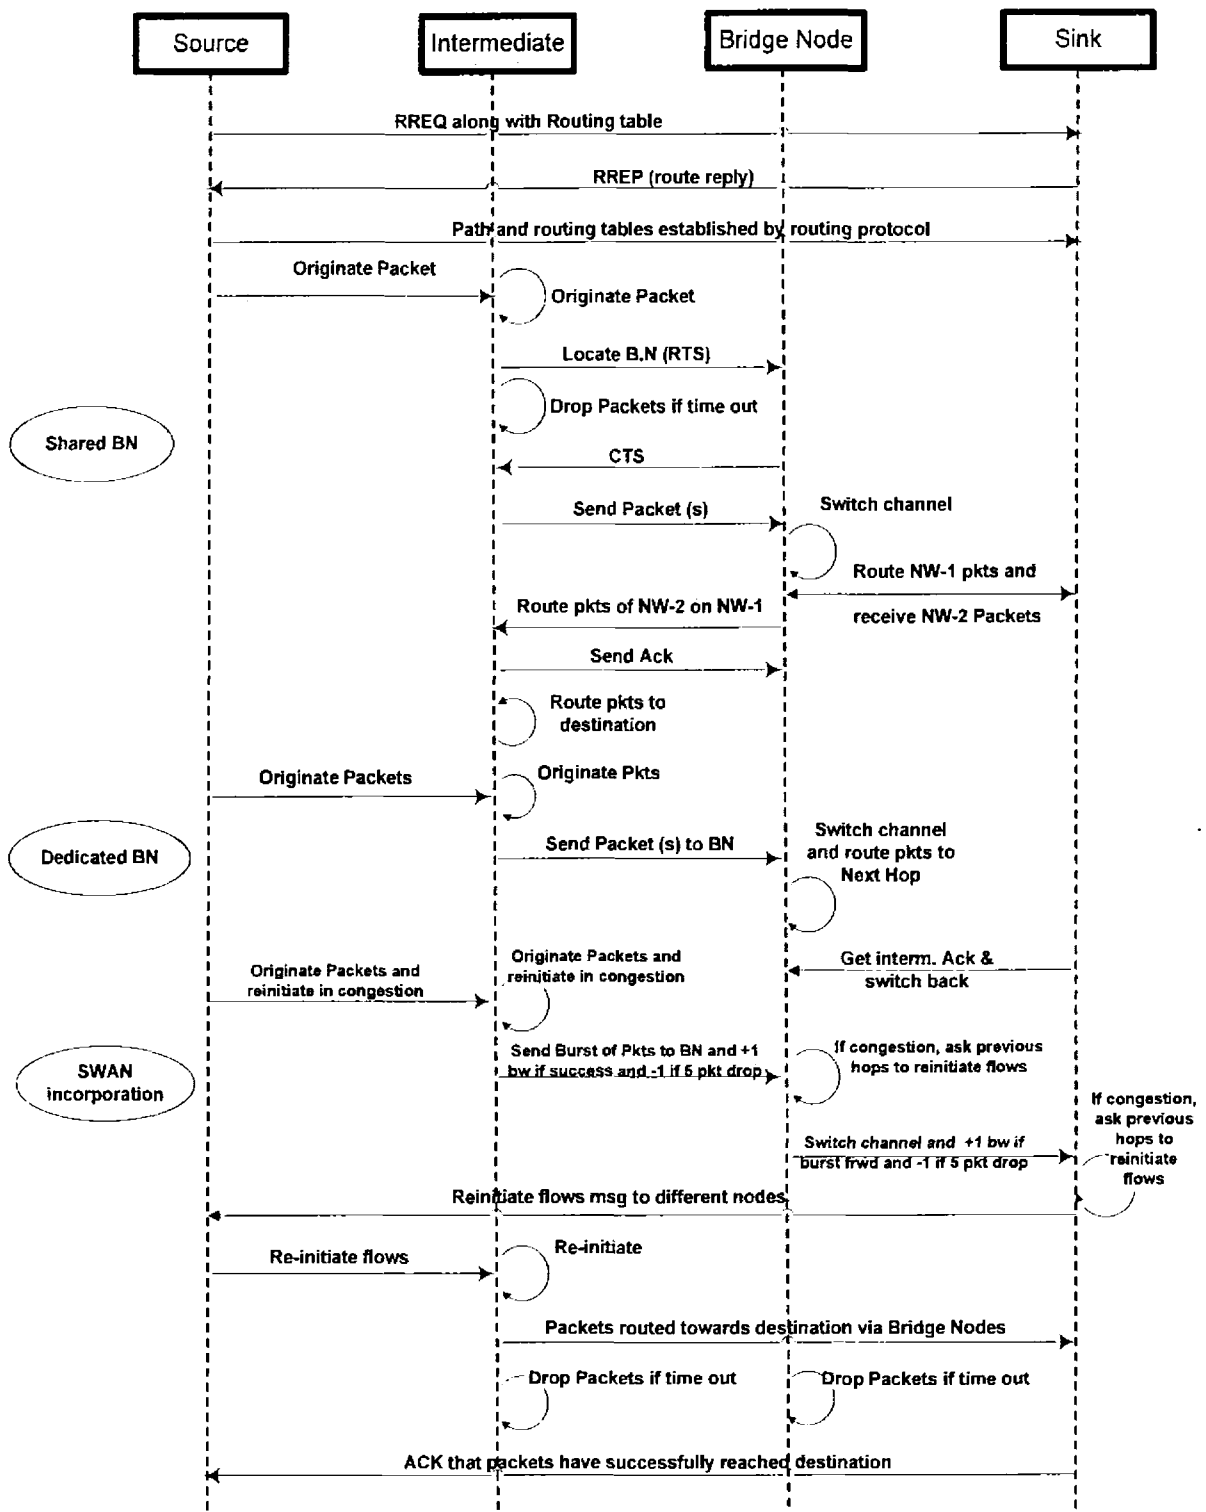 Source
Intermediate
Bridge Node
Sink
RREQ along with Routing table
RREP (route reply)
Path and routing tables established by routing protocol
Originate Packet
Originate Packet
Locate B.N (RTS)
Drop Packets if time out
Shared BN
CTS
Send Packet (s)
Switch channel
Route NW-1 pkts and
receive NW-2 Packets
Route pkts of NW-2 on NW-1
Send Ack
Route pkts to
destination
Originate Packets
Originate Pkts
Dedicated BN
Send Packet (s) to BN
Switch channel
and route pkts to
Next Hop
Get interm. Ack &
switch back
Originate Packets and
reinitiate in congestion
Originate Packets and
reinitiate in congestion
SWAN
incorporation
Send Burst of Pkts to BN and +1
bw if success and -1 if 5 pkt drop
If congestion, ask previous
hops to reinitiate flows
If congestion,
ask previous
hops to
reinitiate
flows
Switch channel and +1 bw if
burst frwd and -1 if 5 pkt drop
Reinitiate flows msg to different nodes
Re-initiate flows
Re-initiate
Packets routed towards destination via Bridge Nodes
Drop Packets if time out
Drop Packets if time out
ACK that packets have successfully reached destination